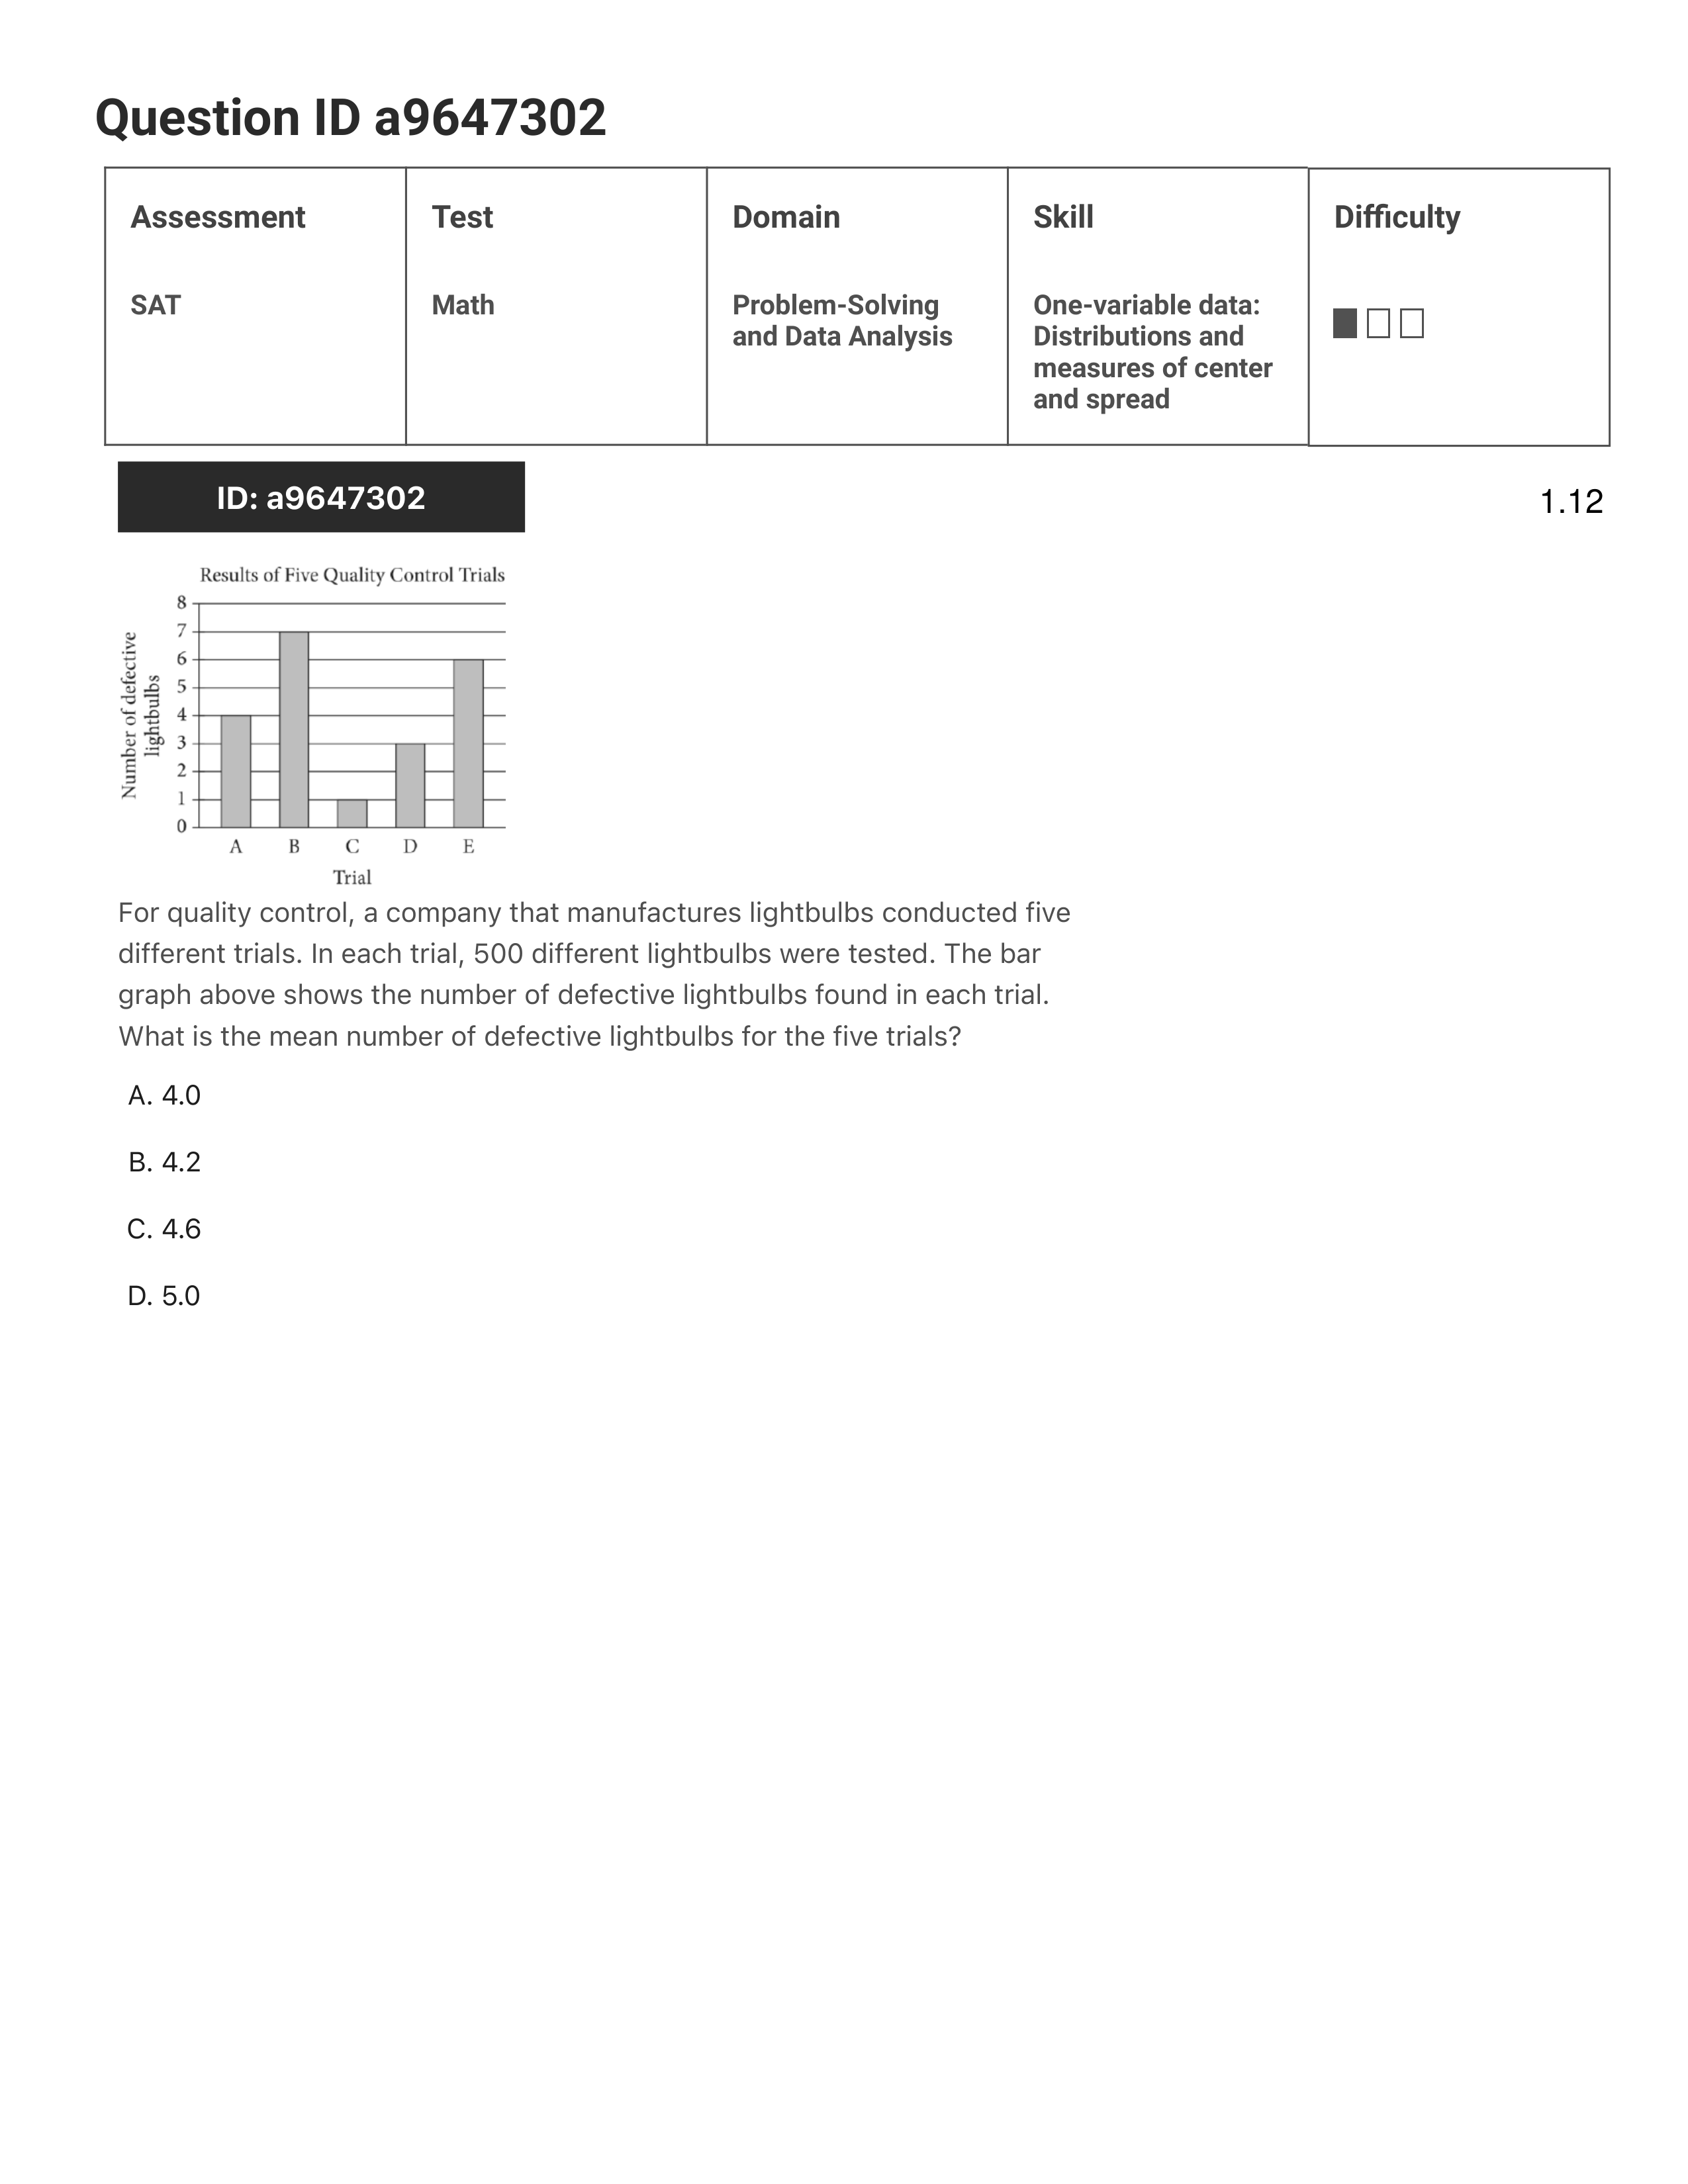 Question ID a9647302
Assessment
Test
Domain
Skill
Difficulty
SAT
Math
Problem-Solving
and Data Analysis
One-variable data:
Distributions and
measures of center
and spread
ID: a9647302
1.12
Results of Five Quality Control Trials
Number of defective
lightbulbs
8
7
6
5
4
3
2
1
0
A B C D E
Trial
For quality control, a company that manufactures lightbulbs conducted five
different trials. In each trial, 500 different lightbulbs were tested. The bar
graph above shows the number of defective lightbulbs found in each trial.
What is the mean number of defective lightbulbs for the five trials?
A. 4.0
B. 4.2
C. 4.6
D. 5.0